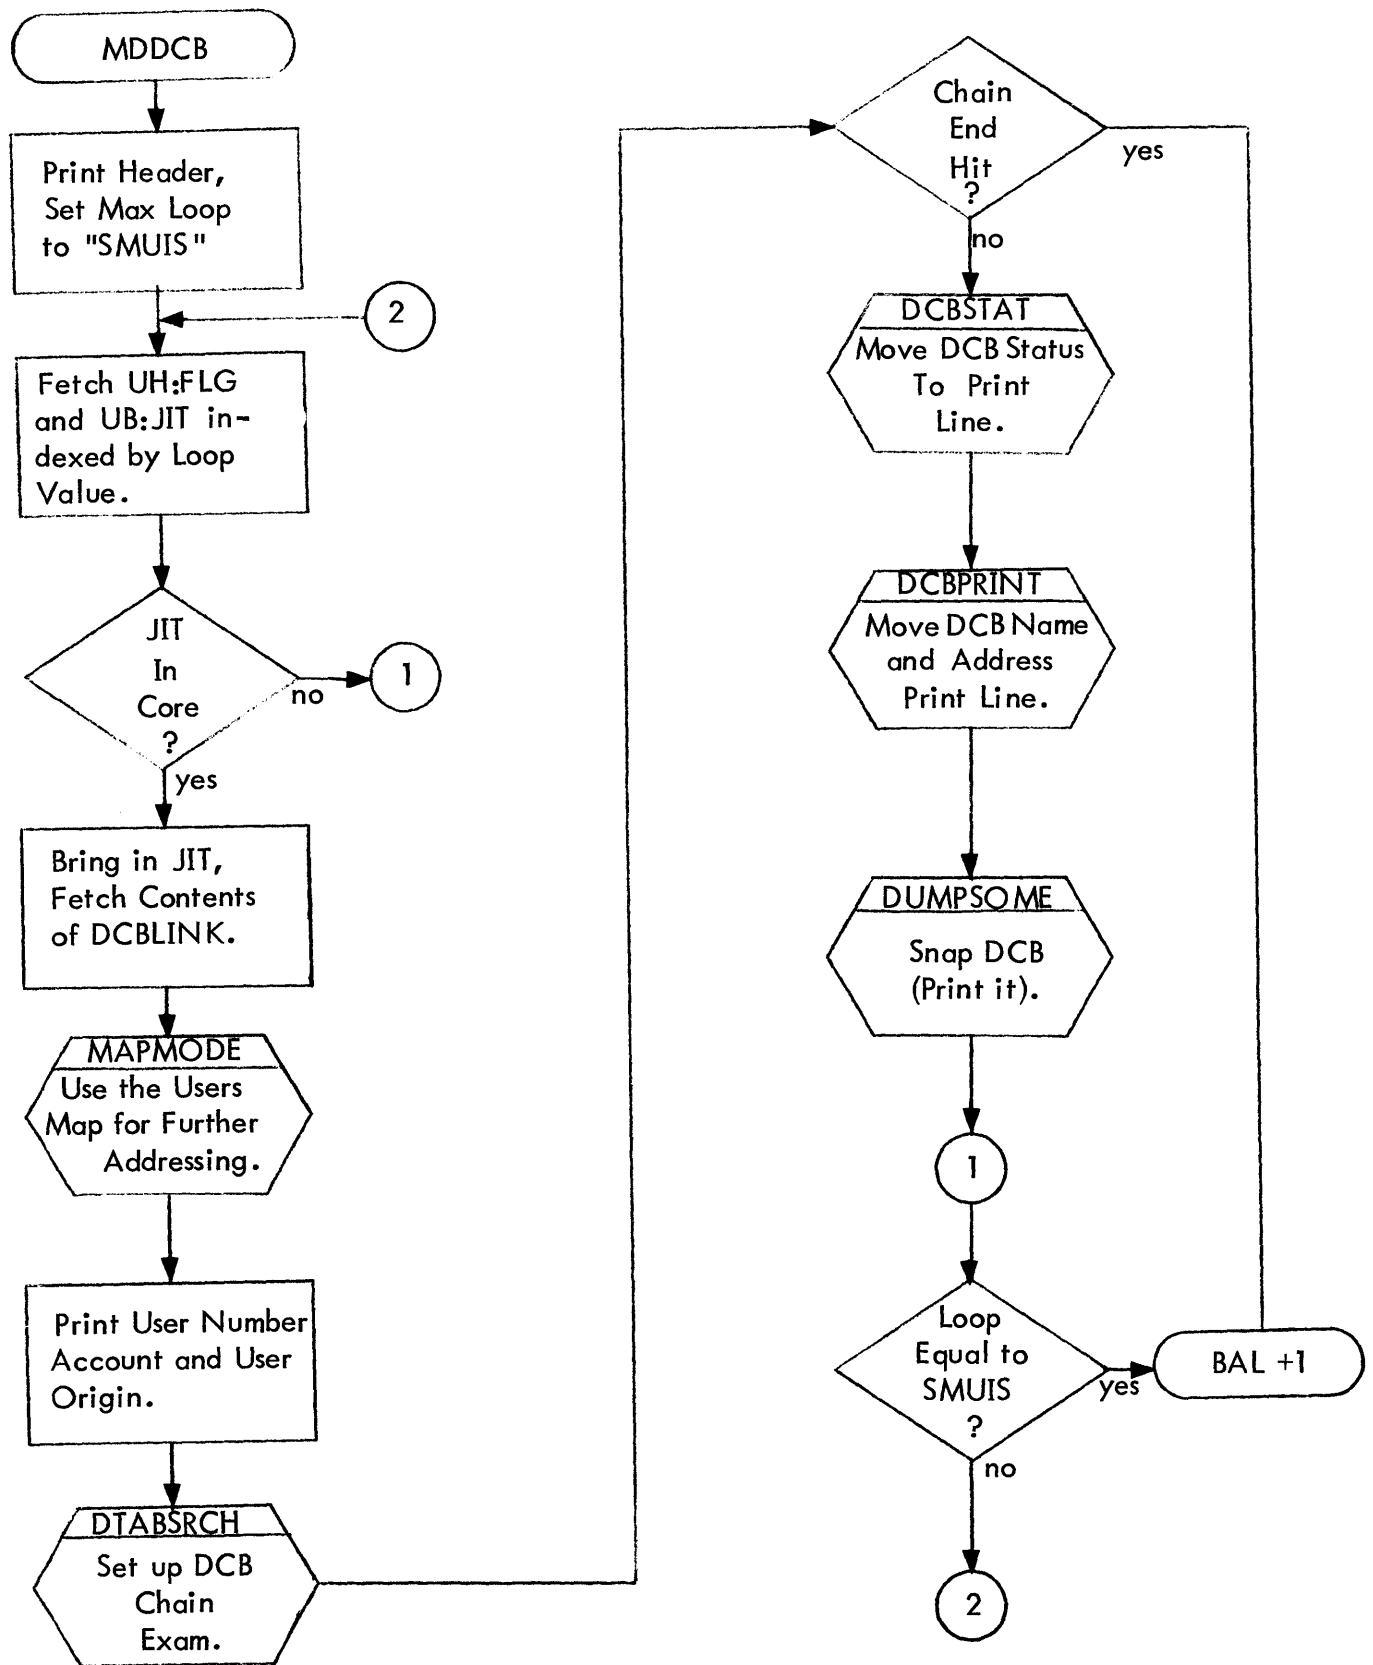 MDDCB
Print Header,
Set Max Loop
to "SMUIS"
2
Fetch UH:FLG
and UB:JIT in-
dexed by Loop
Value.
JIT
In
Core
?
no
1
yes
Bring in JIT,
Fetch Contents
of DCBLINK.
MAPMODE
Use the Users
Map for Further
Addressing.
Print User Number
Account and User
Origin.
DTABSRCH
Set up DCB
Chain
Exam.
Chain
End
Hit
?
yes
no
DCBSTAT
Move DCB Status
To Print
Line.
DCBPRINT
Move DCB Name
and Address
Print Line.
DUMPSOME
Snap DCB
(Print it).
1
Loop
Equal to
SMUIS
?
yes
BAL +1
no
2